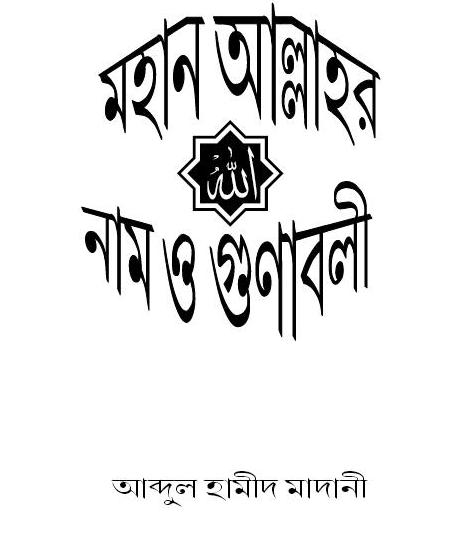 মহান আল্লাহর
الله
নাম ও গুণাবলী
আব্দুল হামীদ মাদানী